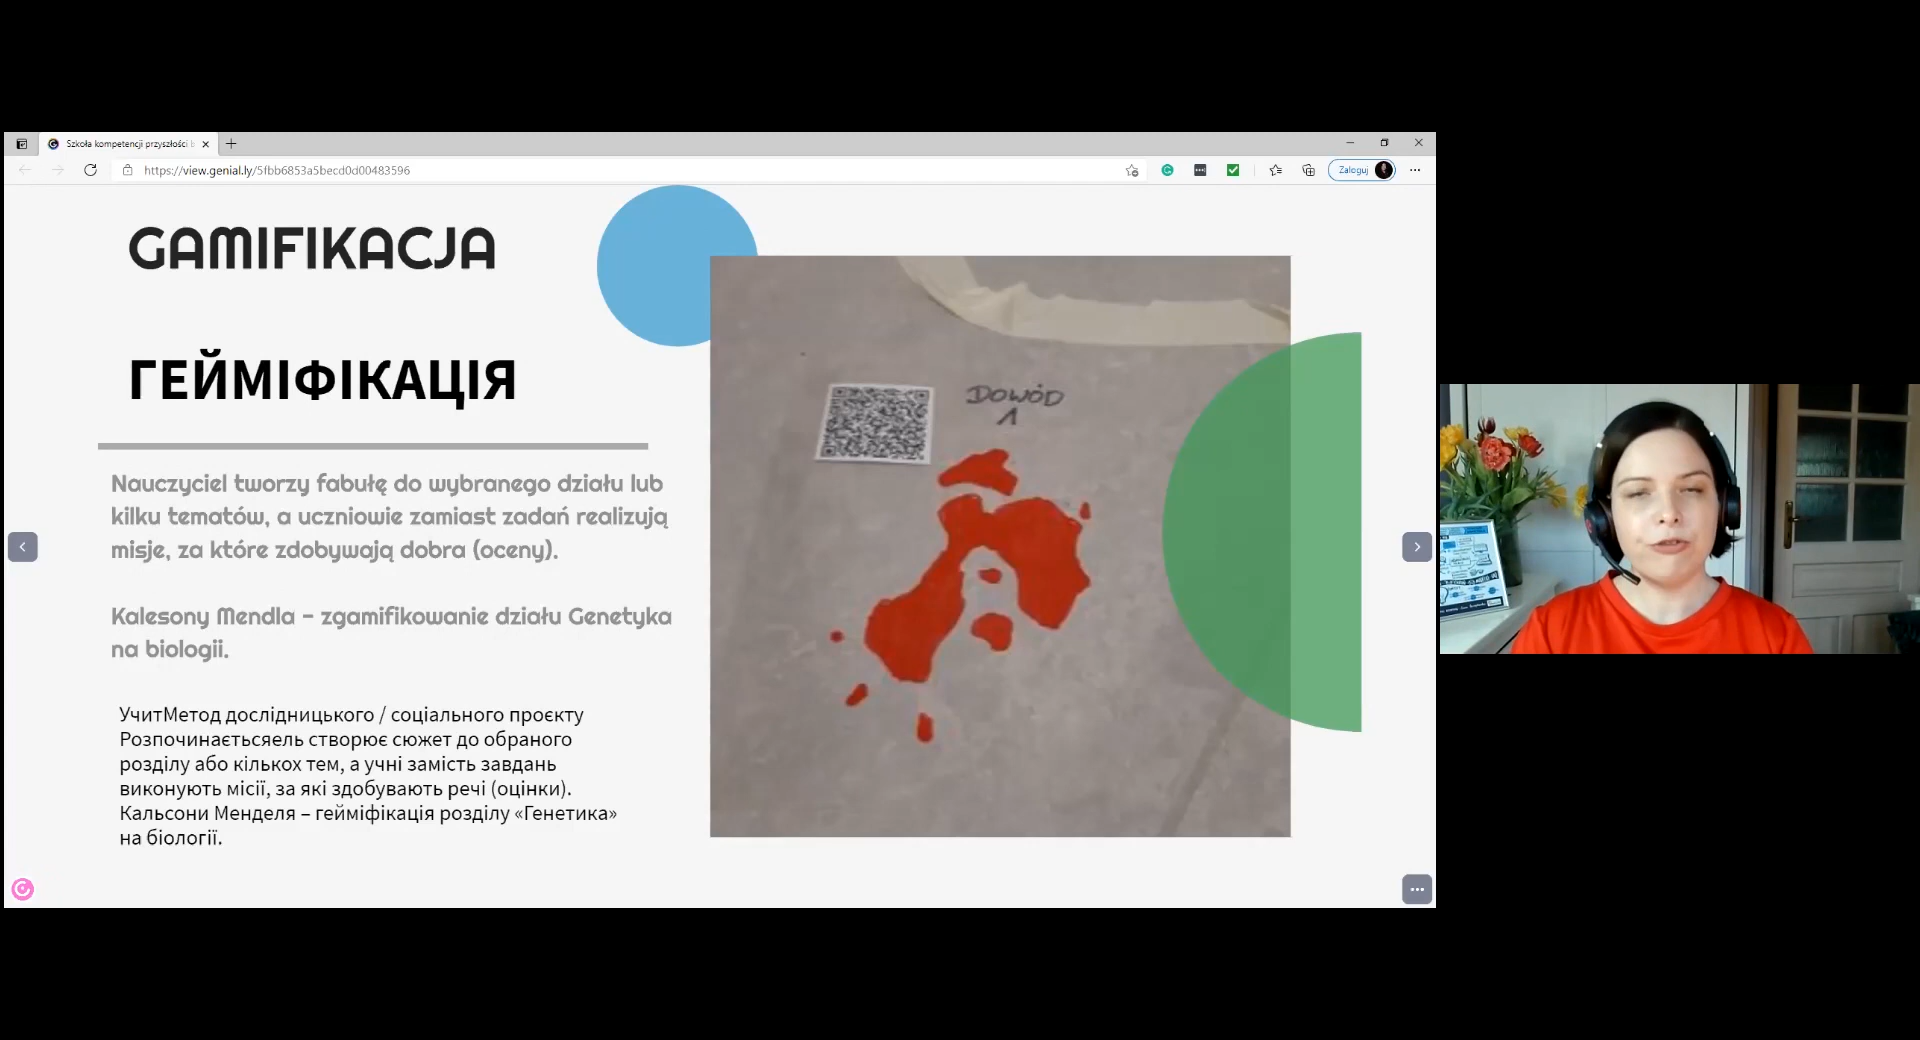 Szkoła kompetencji przyszłości b
https://view.genial.ly/5fbb6853a5becd0d00483596
Zaloguj
GAMIFIKACJA
ГЕЙМІФІКАЦІЯ
Nauczyciel tworzy fabułę do wybranego działu lub
kilku tematów, a uczniowie zamiast zadań realizują
misje, za które zdobywają dobra (oceny).
Kalesony Mendla - zgamifikowanie działu Genetyka
na biologii.
УчитМетод дослідницького / соціального проєкту
Розпочинаєтьсяель створює сюжет до обраного
розділу або кількох тем, а учні замість завдань
виконують місії, за які здобувають речі (оцінки).
Кальсони Менделя – гейміфікація розділу «Генетика»
на біології.
DOWÓD
1